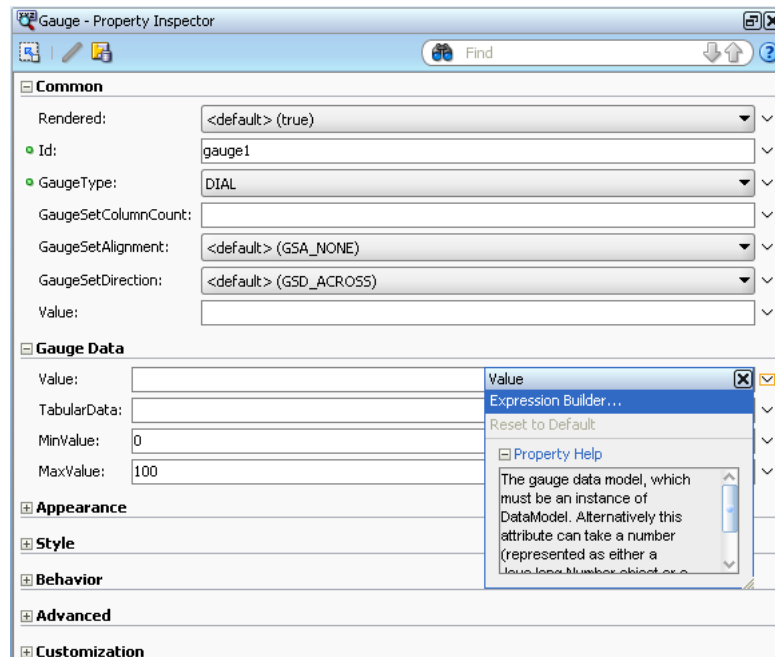 Gauge - Property Inspector
Find
Common
Rendered: <default> (true)
Id: gauge1
GaugeType: DIAL
GaugeSetColumnCount:
GaugeSetAlignment: <default> (GSA_NONE)
GaugeSetDirection: <default> (GSD_ACROSS)
Value:
Gauge Data
Value:
TabularData:
MinValue: 0
MaxValue: 100
Value
Expression Builder...
Reset to Default
Property Help
The gauge data model, which
must be an instance of
DataModel. Alternatively this
attribute can take a number
(represented as either a
Appearance
Style
Behavior
Advanced
Customization